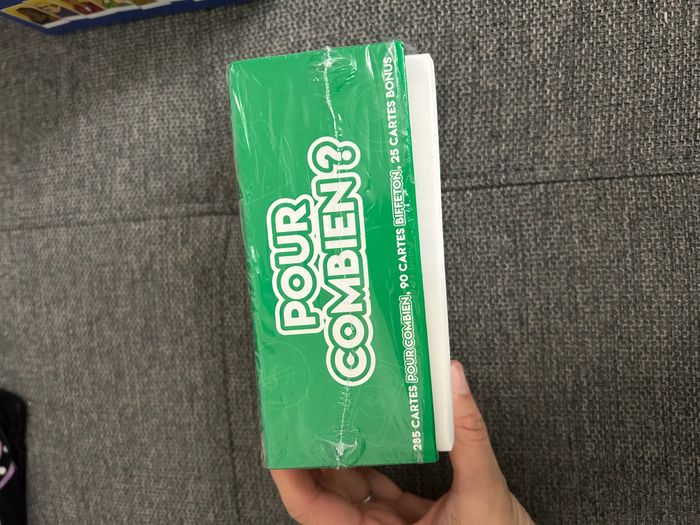 POUR
COMBIEN?
285 CARTES POUR COMBIEN, 90 CARTES BIFFETON, 25 CARTES BONUS